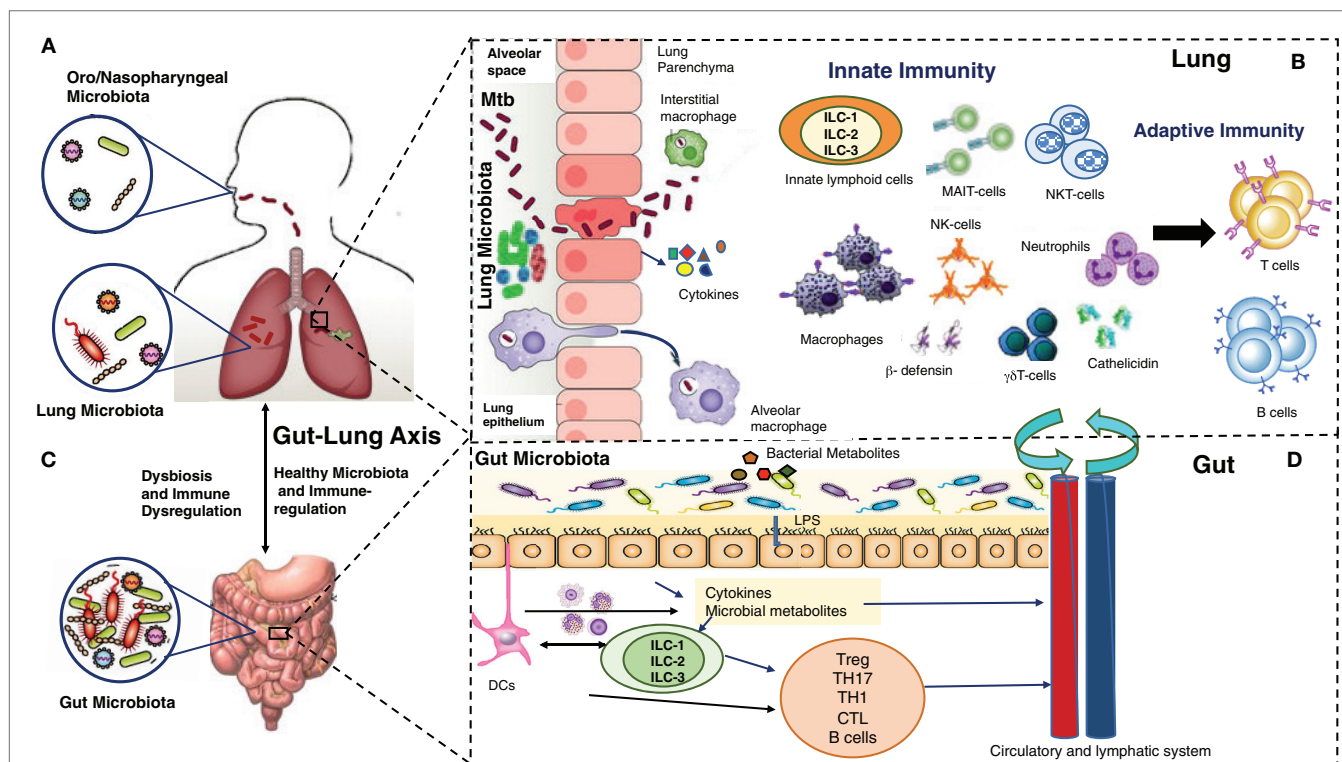 A
Oro/Nasopharyngeal
Microbiota
Lung Microbiota
Gut-Lung Axis
C
Dysbiosis
and Immune
Dysregulation
Healthy Microbiota
and Immune-
regulation
Gut Microbiota
Lung
B
Alveolar
space
Lung
Parenchyma
Mtb
Interstitial
macrophage
Lung Microbiota
Cytokines
Lung
epithelium
Alveolar
macrophage
Innate Immunity
ILC-1
ILC-2
ILC-3
Innate lymphoid cells
MAIT-cells
NKT-cells
Adaptive Immunity
NK-cells
Neutrophils
T cells
Macrophages
β- defensin
γδT-cells
Cathelicidin
B cells
Gut Microbiota
Bacterial Metabolites
Gut
D
LPS
Cytokines
Microbial metabolites
DCs
ILC-1
ILC-2
ILC-3
Treg
TH17
TH1
CTL
B cells
Circulatory and lymphatic system